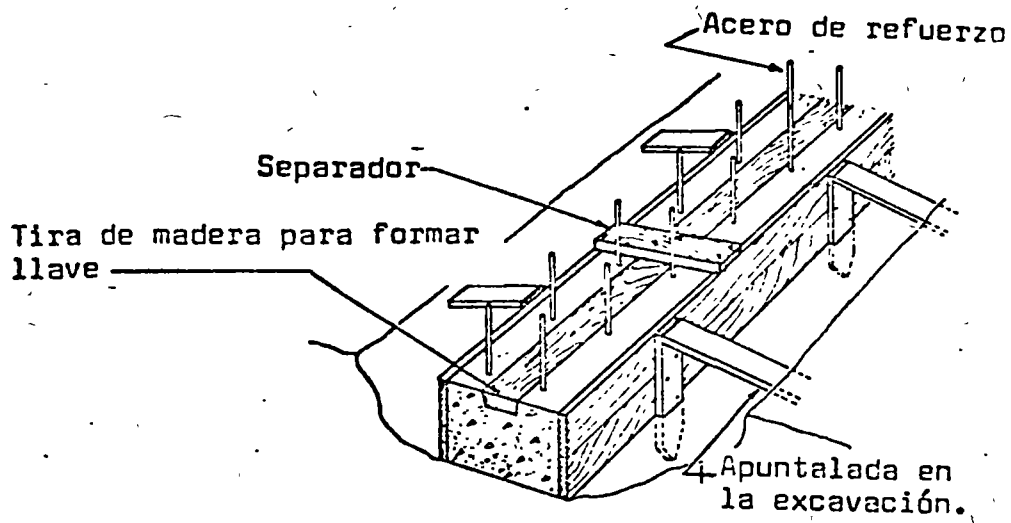 Acero de refuerzo
Separador
Tira de madera para formar
llave
Apuntalada en
la excavación.